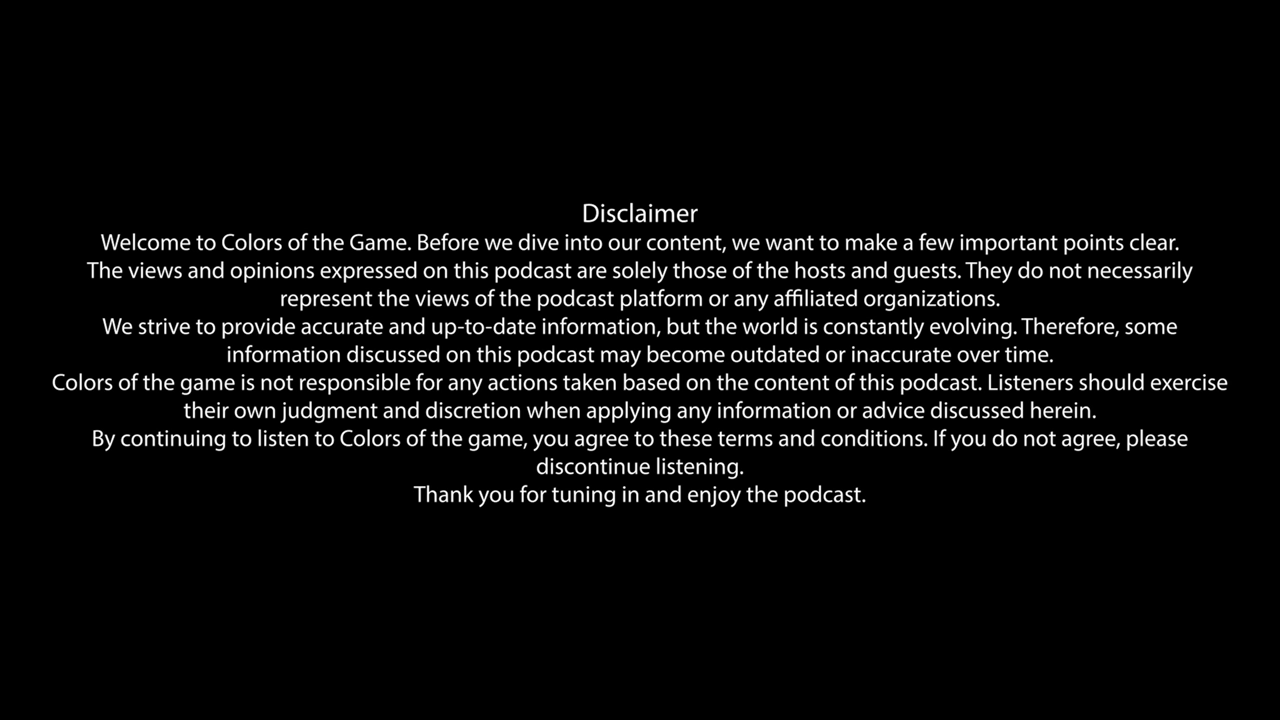 Disclaimer
Welcome to Colors of the Game. Before we dive into our content, we want to make a few important points clear.
The views and opinions expressed on this podcast are solely those of the hosts and guests. They do not necessarily
represent the views of the podcast platform or any affiliated organizations.
We strive to provide accurate and up-to-date information, but the world is constantly evolving. Therefore, some
information discussed on this podcast may become outdated or inaccurate over time.
Colors of the game is not responsible for any actions taken based on the content of this podcast. Listeners should exercise
their own judgment and discretion when applying any information or advice discussed herein.
By continuing to listen to Colors of the game, you agree to these terms and conditions. If you do not agree, please
discontinue listening.
Thank you for tuning in and enjoy the podcast.